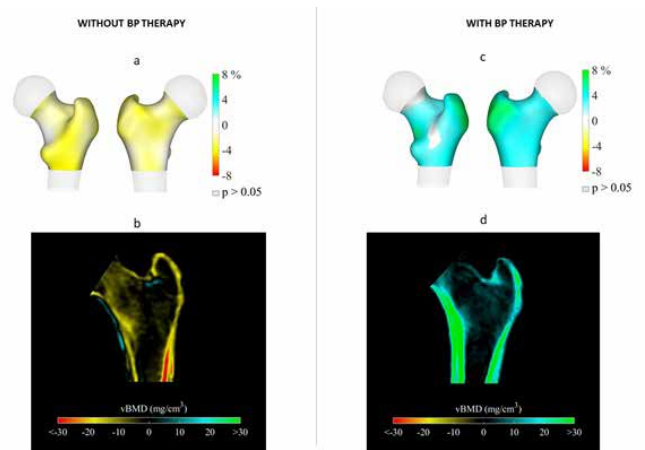 WITHOUT BP THERAPY
a
8 %
4
0
-4
-8
p > 0.05
b
vBMD (mg/cm³)
<-30 -20 -10 0 10 20 >30
WITH BP THERAPY
c
8 %
4
0
-4
-8
p > 0.05
d
vBMD (mg/cm³)
<-30 -20 -10 0 10 20 >30